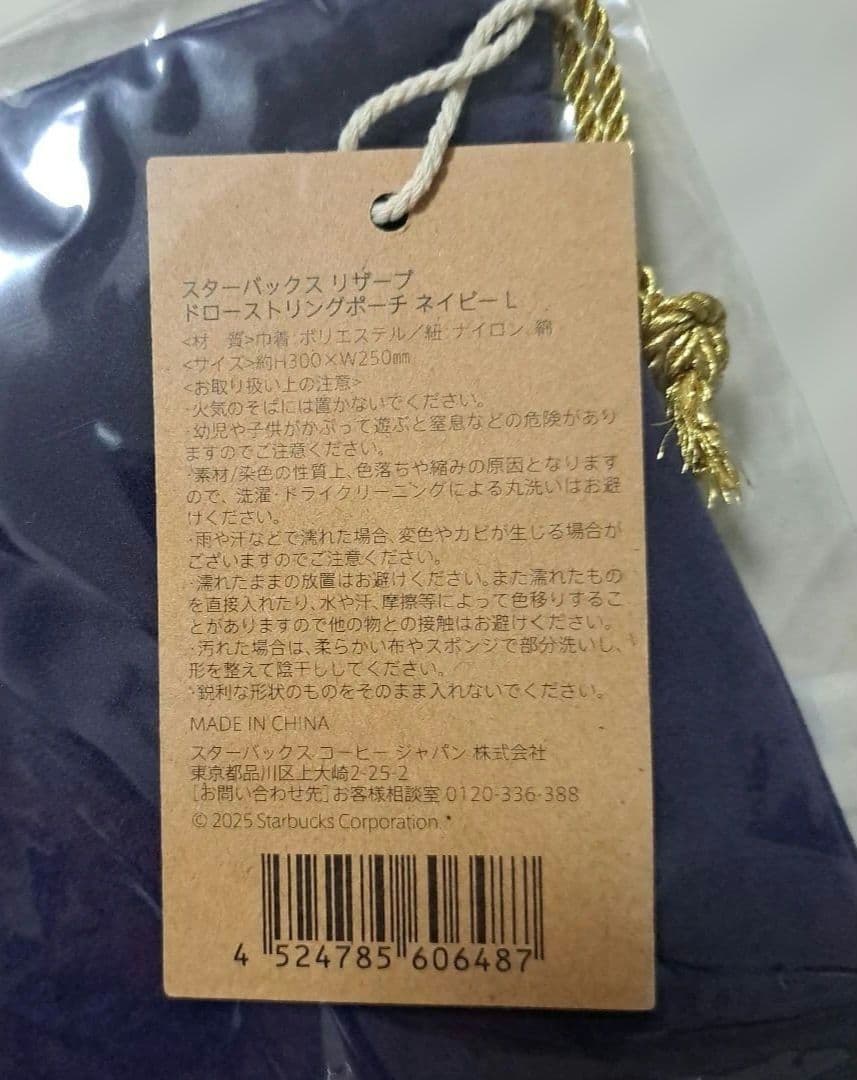 スターバックス リザーブ
ドローストリングポーチ ネイビー L
<材　質>巾着:ポリエステル／紐:ナイロン、綿
<サイズ>約H300×W250mm
<お取り扱い上の注意>
・火気のそばには置かないでください。
・幼児や子供がかぶって遊ぶと窒息などの危険があり
ますのでご注意ください。
・素材/染色の性質上、色落ちや縮みの原因となります
ので、洗濯・ドライクリーニングによる丸洗いはお避
けください。
・雨や汗などで濡れた場合、変色やカビが生じる場合が
ございますのでご注意ください。
・濡れたままの放置はお避けください。また濡れたもの
を直接入れたり、水や汗、摩擦等によって色移りするこ
とがありますので他の物との接触はお避けください。
・汚れた場合は、柔らかい布やスポンジで部分洗いし、
形を整えて陰干ししてください。
・鋭利な形状のものをそのまま入れないでください。
MADE IN CHINA
スターバックス コーヒー ジャパン 株式会社
東京都品川区上大崎2-25-2
[お問い合わせ先]お客様相談室 0120-336-388
© 2025 Starbucks Corporation.*
4 524785 606487